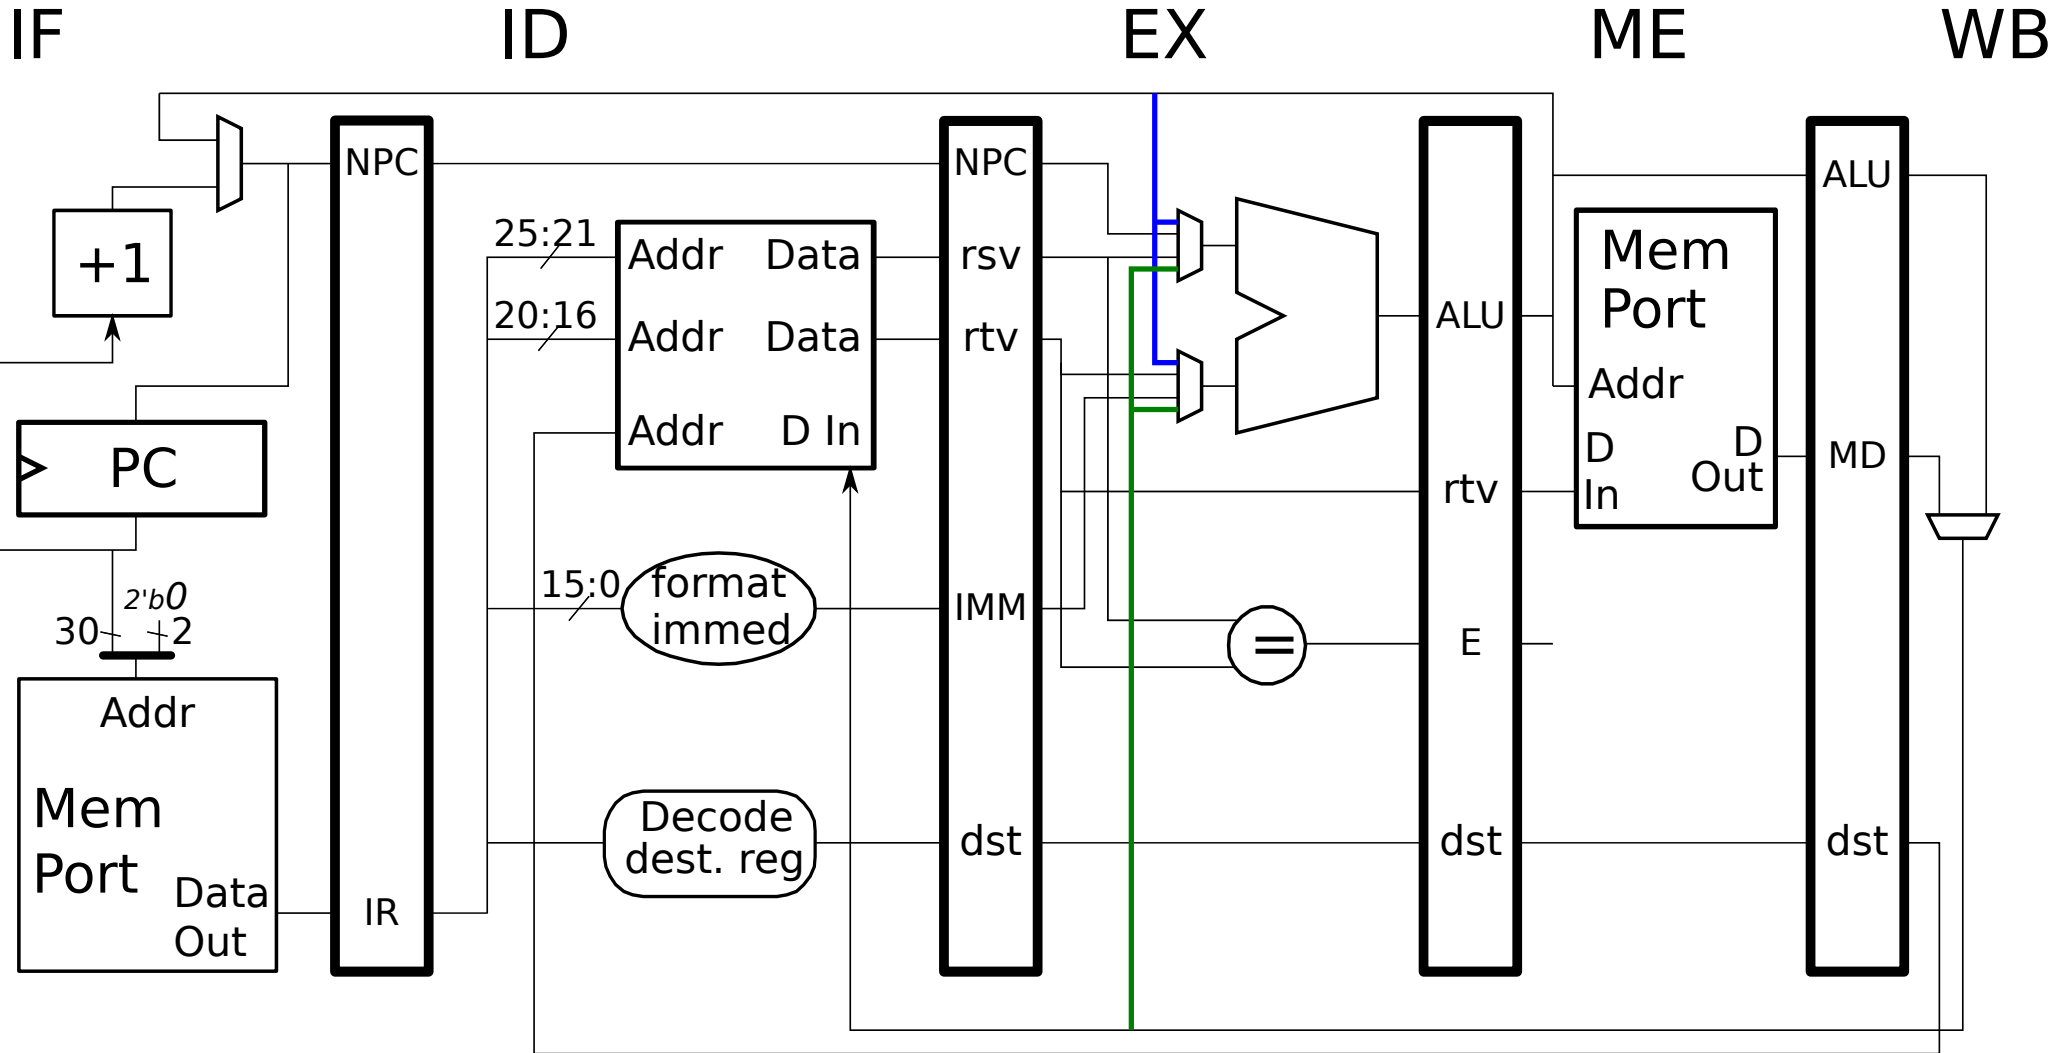 IF ID EX ME WB
NPC
NPC
ALU
25:21
Addr Data
rsv
Mem
Port
+1
20:16
Addr Data
rtv
ALU
Addr
Addr D In
PC
D
In
D
Out
MD
rtv
2'b0
30 2
15:0
format
immed
IMM
=
E
Addr
Mem
Port
Data
Out
IR
Decode
dest. reg
dst
dst
dst